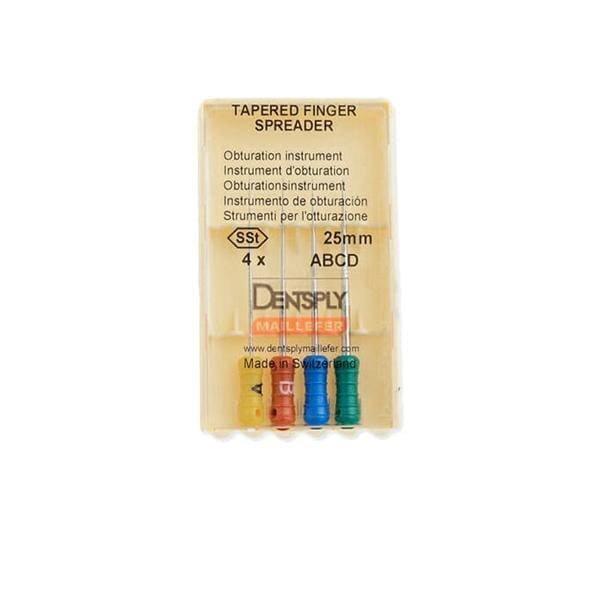 TAPERED FINGER
SPREADER
Obturation instrument
Instrument d'obturation
Obturationsinstrument
Instrumento de obturación
Strumenti per l'otturazione
SSt 25mm
4 x ABCD
DENTSPLY
MAILLEFER
www.dentsplymaillefer.com
Made in Switzerland
A B